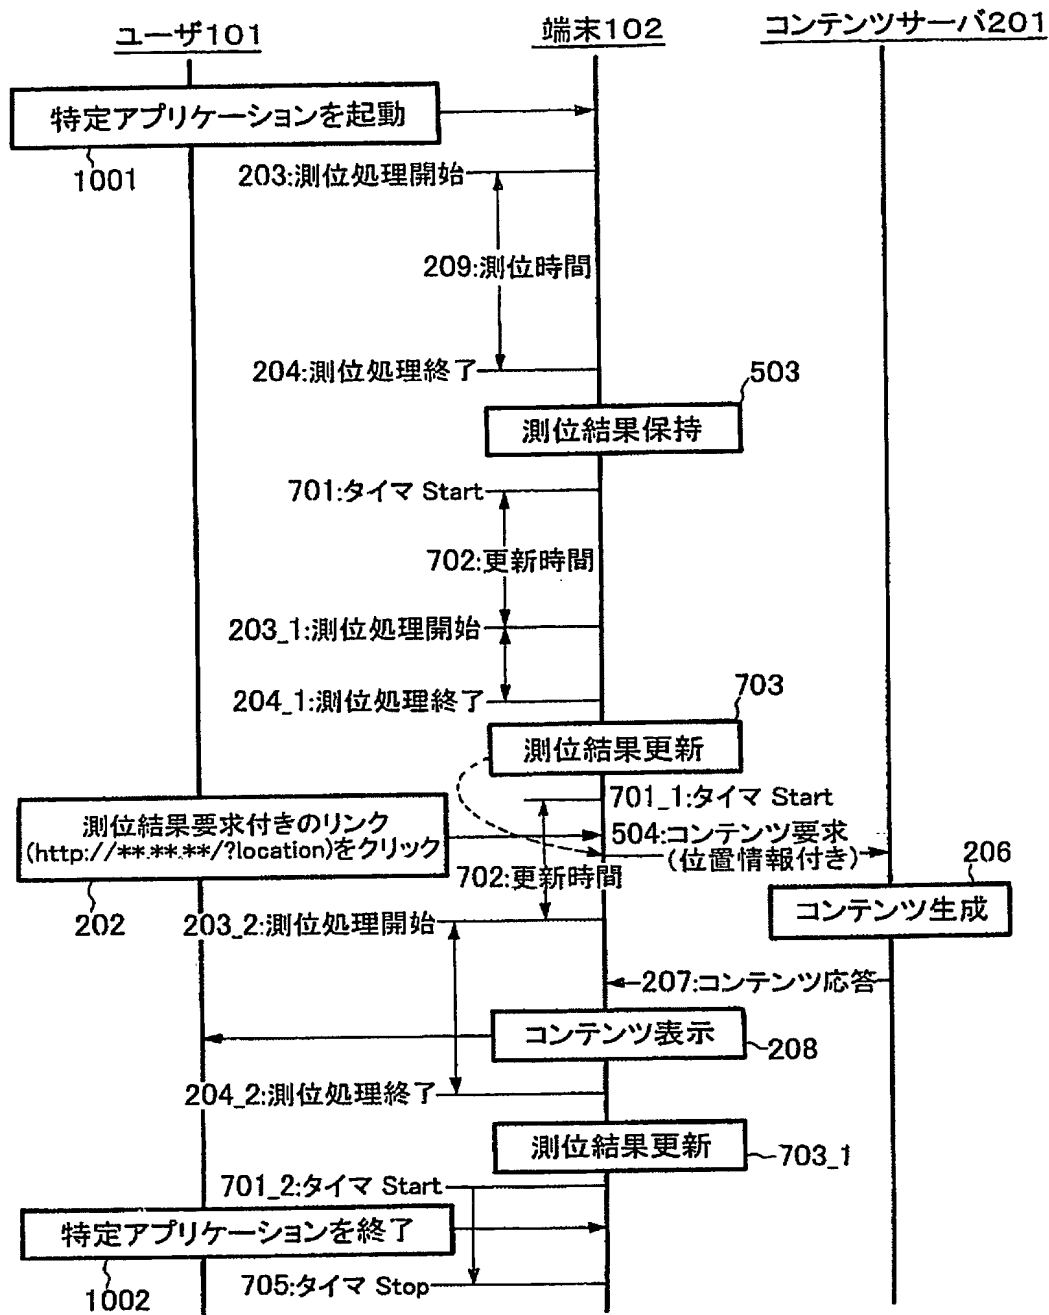 ユーザ101
端末102
コンテンツサーバ201
特定アプリケーションを起動
1001
203:測位処理開始
209:測位時間
204:測位処理終了
503
測位結果保持
701:タイマ Start
702:更新時間
203_1:測位処理開始
204_1:測位処理終了
703
測位結果更新
701_1:タイマ Start
測位結果要求付きのリンク
(http://**.**.**/?location)をクリック
504:コンテンツ要求
(位置情報付き)
206
702:更新時間
コンテンツ生成
202
203_2:測位処理開始
207:コンテンツ応答
コンテンツ表示
208
204_2:測位処理終了
測位結果更新
703_1
701_2:タイマ Start
特定アプリケーションを終了
1002
705:タイマ Stop